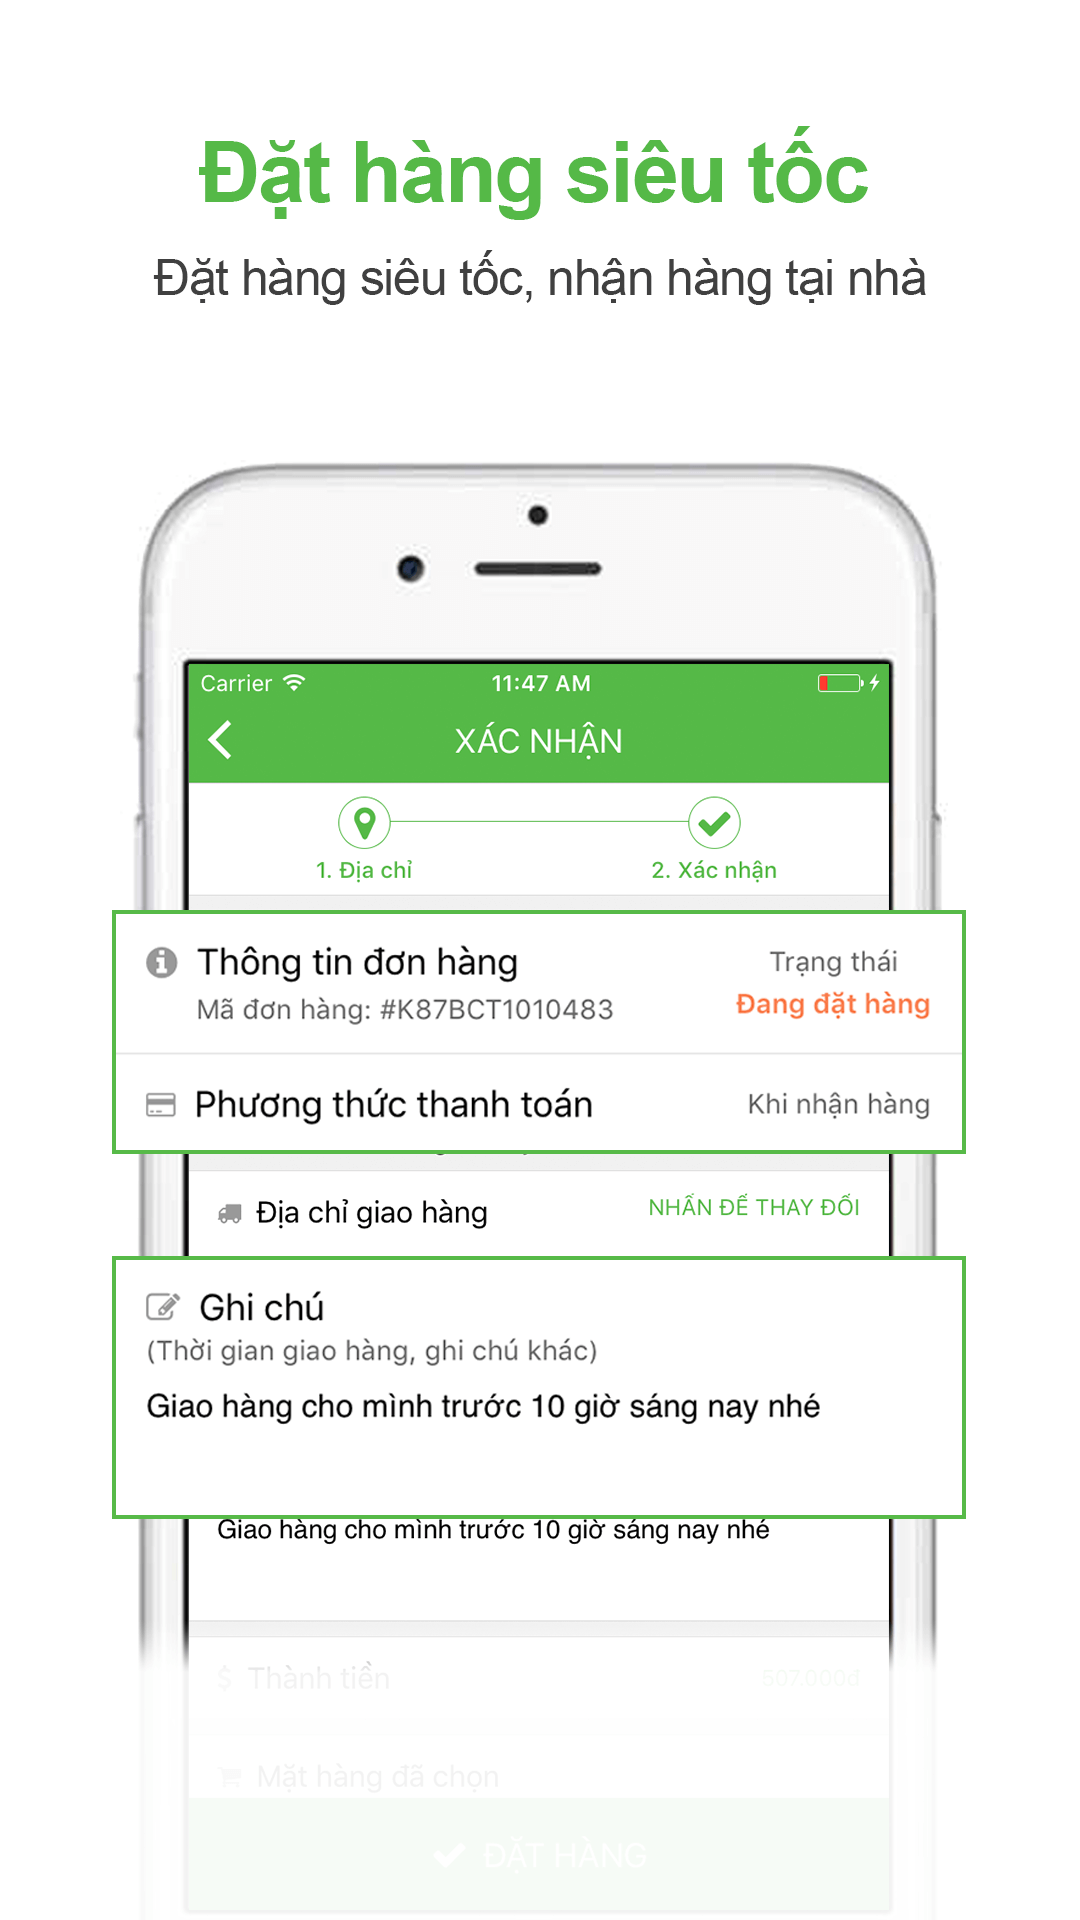 Đặt hàng siêu tốc
Đặt hàng siêu tốc, nhận hàng tại nhà
Carrier 11:47 AM
XÁC NHẬN
1. Địa chỉ 2. Xác nhận
Thông tin đơn hàng Trạng thái
Mã đơn hàng: #K87BCT1010483 Đang đặt hàng
Phương thức thanh toán Khi nhận hàng
Địa chỉ giao hàng NHẤN ĐỂ THAY ĐỔI
Ghi chú
(Thời gian giao hàng, ghi chú khác)
Giao hàng cho mình trước 10 giờ sáng nay nhé
Giao hàng cho mình trước 10 giờ sáng nay nhé
$ Thành tiền 507.000đ
Mặt hàng đã chọn
ĐẶT HÀNG